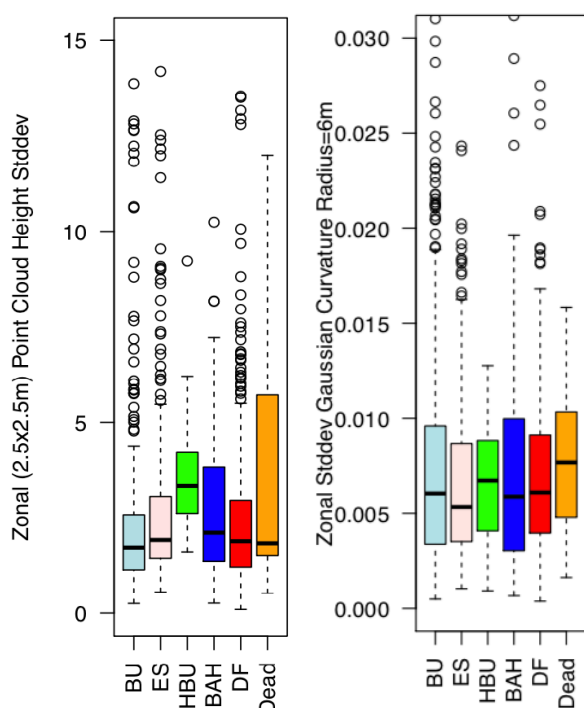 Zonal (2.5x2.5m) Point Cloud Height Stddev
15
10
5
0
BU
ES
HBU
BAH
DF
Dead
Zonal Stddev Gaussian Curvature Radius=6m
0.030
0.025
0.020
0.015
0.010
0.005
0.000
BU
ES
HBU
BAH
DF
Dead